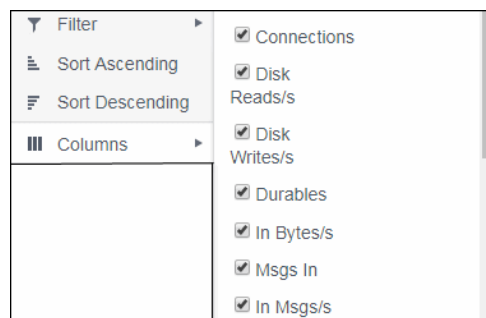 Filter
Sort Ascending
Sort Descending
Columns
Connections
Disk
Reads/s
Disk
Writes/s
Durables
In Bytes/s
Msgs In
In Msgs/s